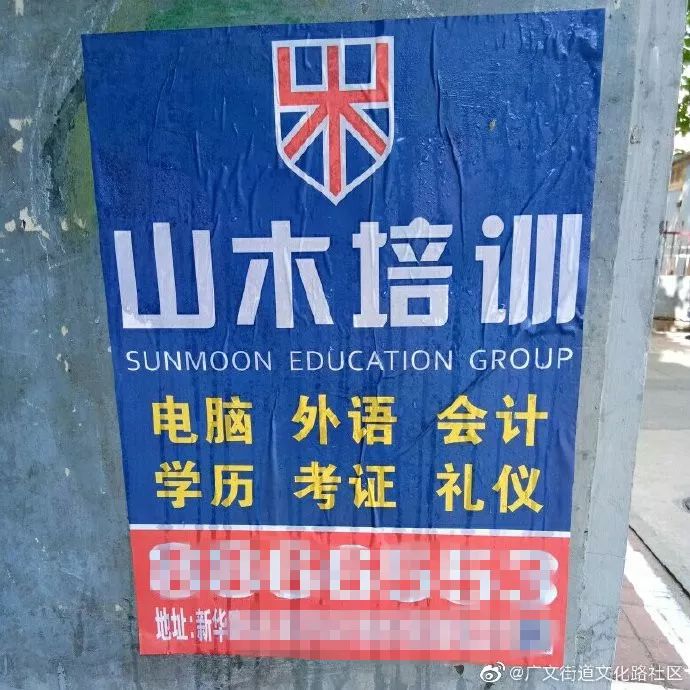 山木培训
SUNMOON EDUCATION GROUP
电脑 外语 会计
学历 考证 礼仪
地址:新华
@广文街道文化路社区